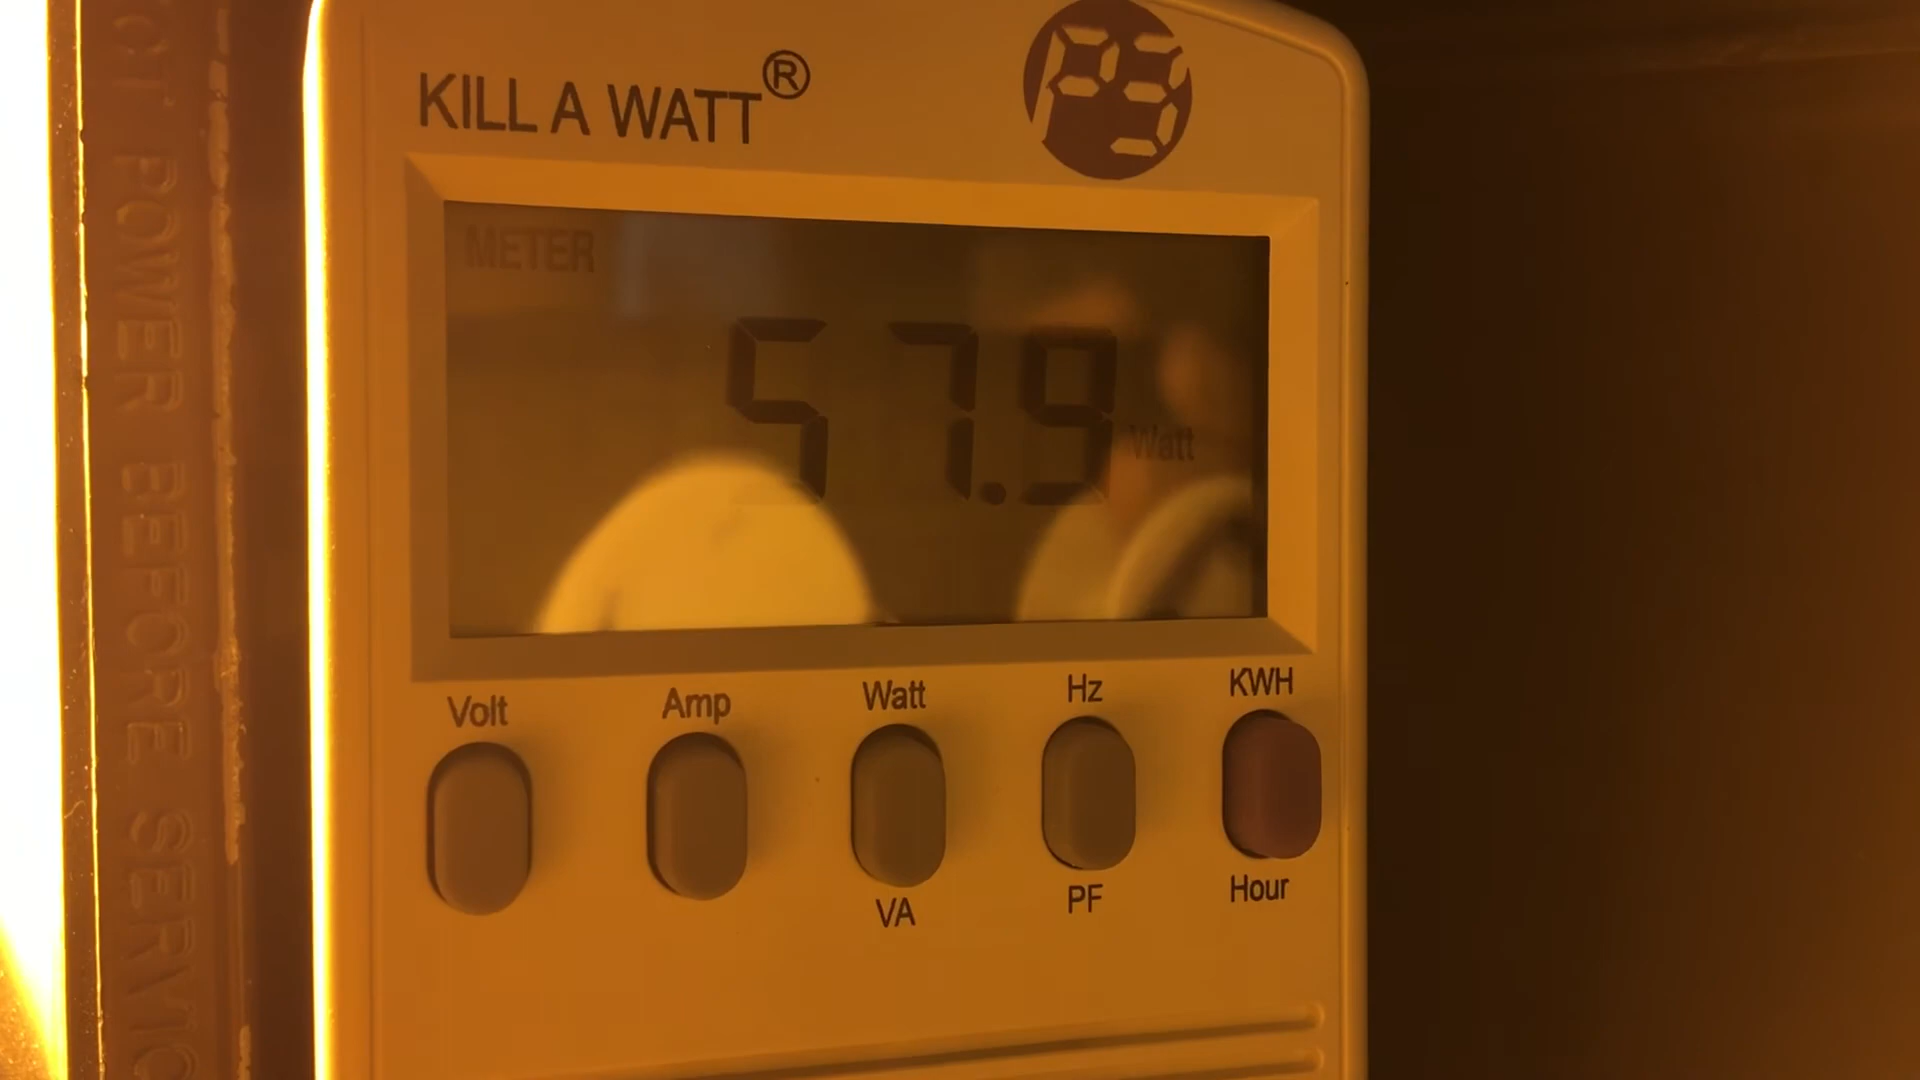 KILL A WATT®
METER
57.9 Watt
Volt Amp Watt Hz KWH
VA PF Hour
POWER BEFORE SERVIC